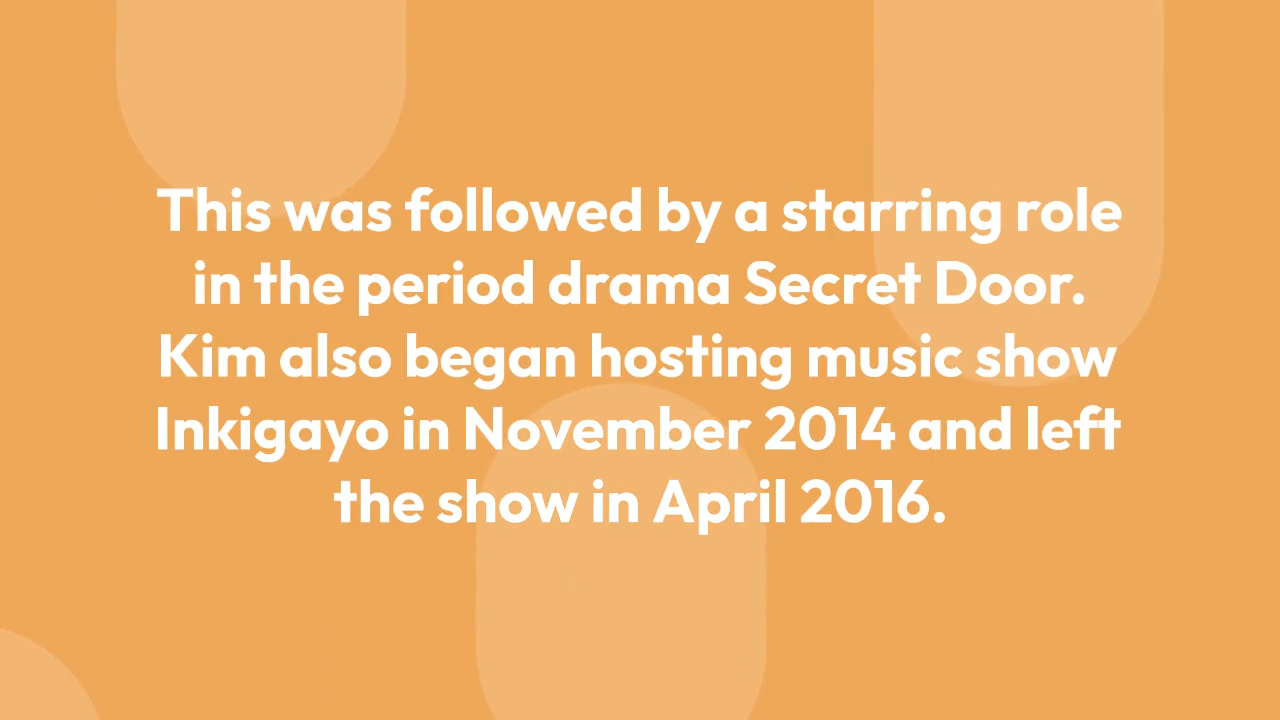 This was followed by a starring role
in the period drama Secret Door.
Kim also began hosting music show
Inkigayo in November 2014 and left
the show in April 2016.